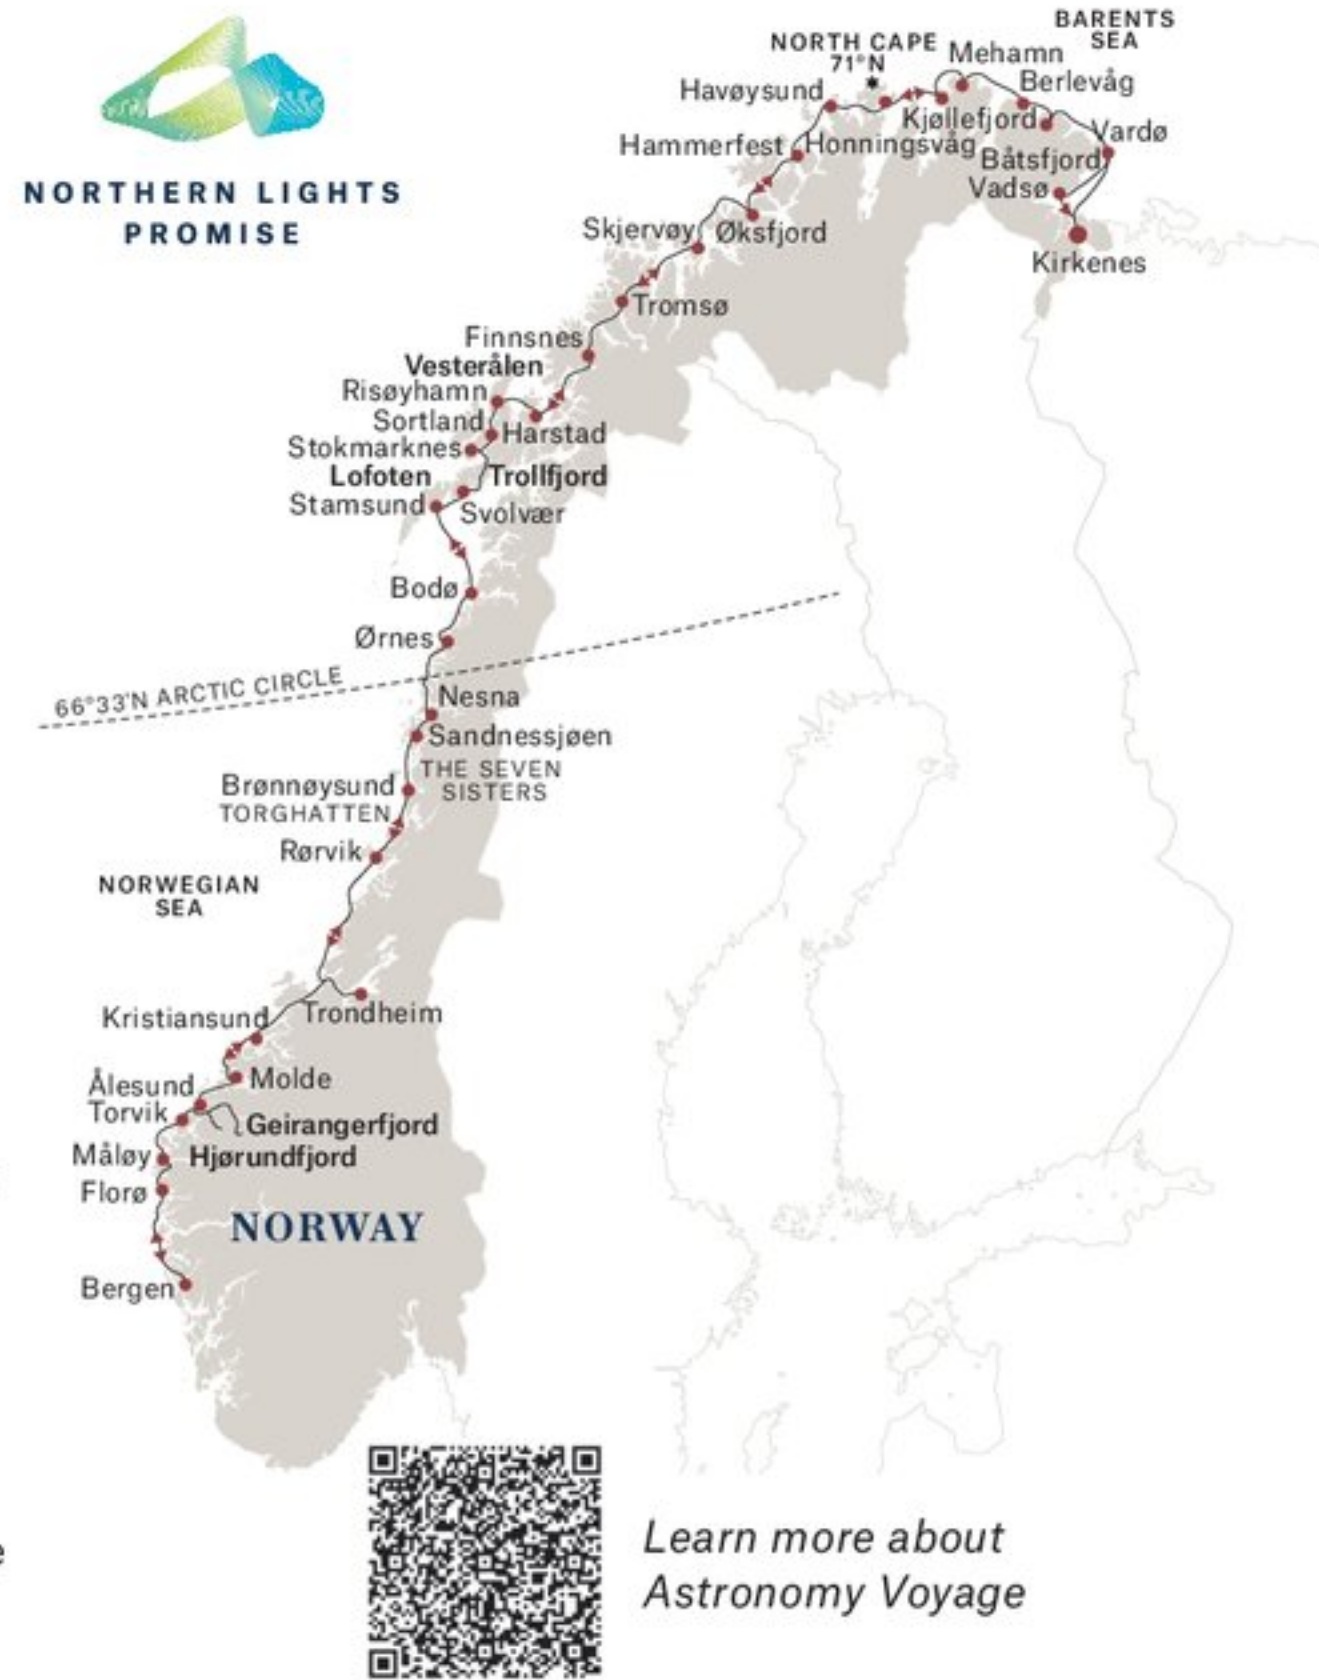 NORTHERN LIGHTS
PROMISE
BARENTS
SEA
NORTH CAPE
71°N
Mehamn
Berlevåg
Havøysund
Kjøllefjord
Vardø
Hammerfest
Honningsvåg
Båtsfjord
Vadsø
Skjervøy
Øksfjord
Kirkenes
Tromsø
Finnsnes
Vesterålen
Risøyhamn
Sortland
Harstad
Stokmarknes
Lofoten
Trollfjord
Stamsund
Svolvær
Bodø
Ørnes
66°33'N ARCTIC CIRCLE
Nesna
Sandnessjøen
THE SEVEN
SISTERS
Brønnøysund
TORGHATTEN
Rørvik
NORWEGIAN
SEA
Kristiansund
Trondheim
Molde
Ålesund
Torvik
Geirangerfjord
Måløy
Hjørundfjord
Florø
NORWAY
Bergen
Learn more about
Astronomy Voyage